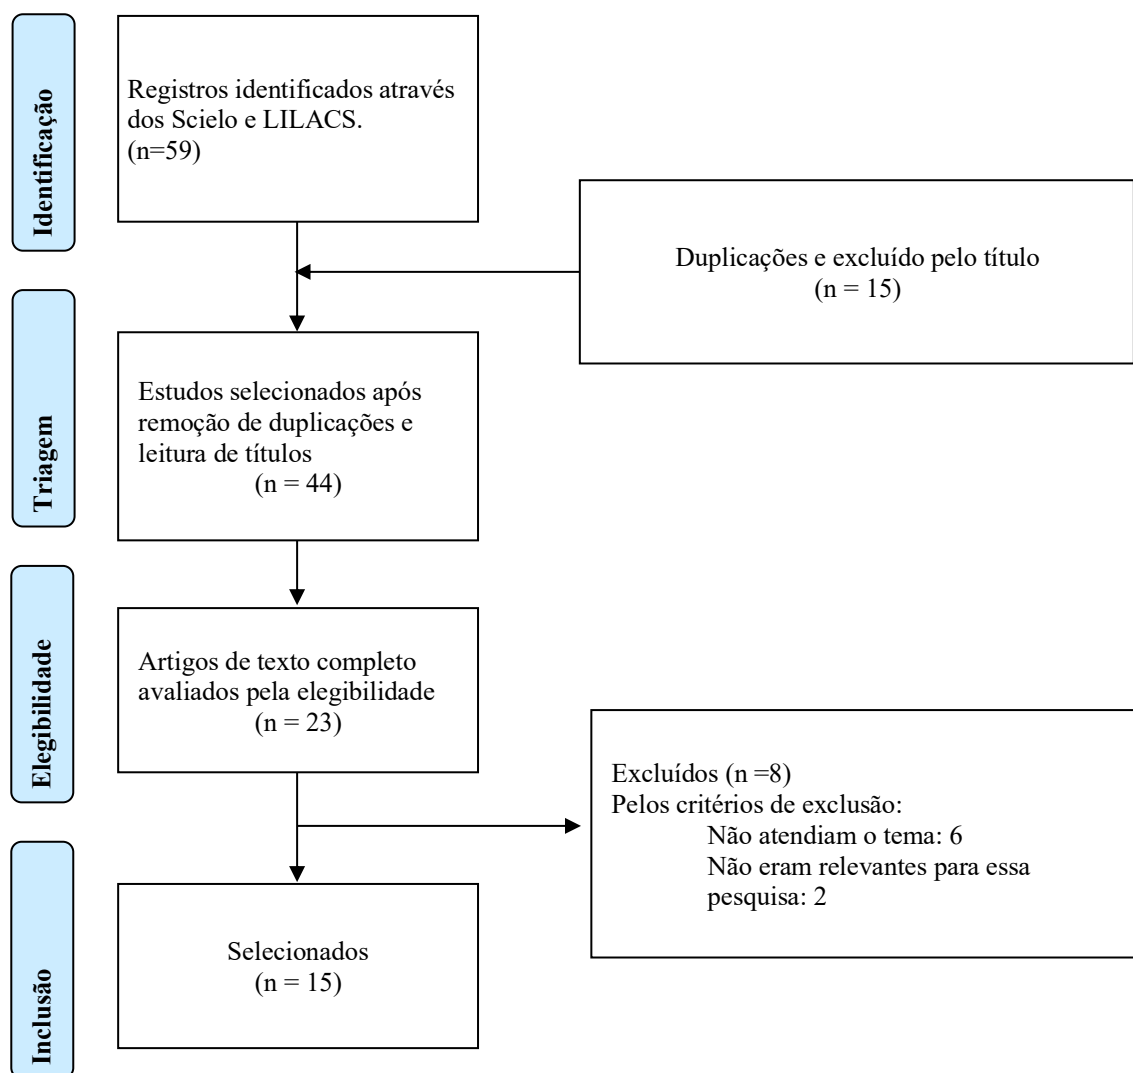 Identificação
Registros identificados através
dos Scielo e LILACS.
(n=59)
Duplicações e excluído pelo título
(n = 15)
Triagem
Estudos selecionados após
remoção de duplicações e
leitura de títulos
(n = 44)
Elegibilidade
Artigos de texto completo
avaliados pela elegibilidade
(n = 23)
Excluídos (n =8)
Pelos critérios de exclusão:
Não atendiam o tema: 6
Não eram relevantes para essa
pesquisa: 2
Inclusão
Selecionados
(n = 15)